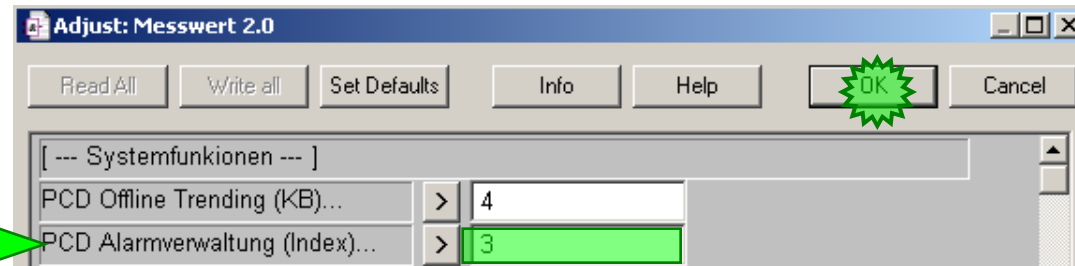 Adjust: Messwert 2.0
Read All Write all Set Defaults Info Help OK Cancel
[ --- Systemfunkionen --- ]
PCD Offline Trending (KB)... > 4
PCD Alarmverwaltung (Index)... > 3